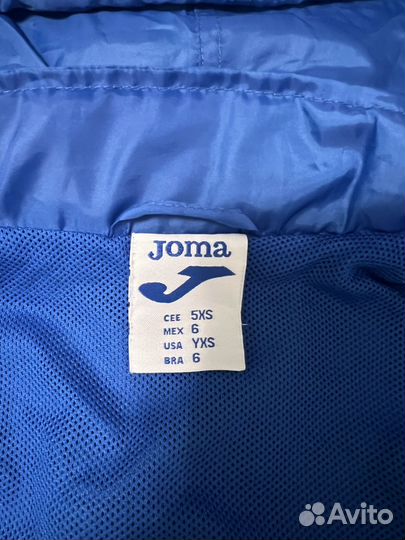 Joma
CEE 5XS
MEX 6
USA YXS
BRA 6
Avito